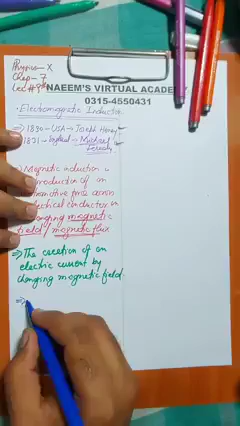 Physics - X
Chap - 7
Lec # 8
NAEEM'S VIRTUAL ACADEMY
0315-4550431
Electromagnetic Induction
⇒ 1830 - USA → Joseph Henry
1831 - England → Michael
Faraday
Magnetic induction is
production of an
force across
electrical conductor in
changing magnetic
field / magnetic flux
⇒ The creation of an
electric current by
changing magnetic field
⇒